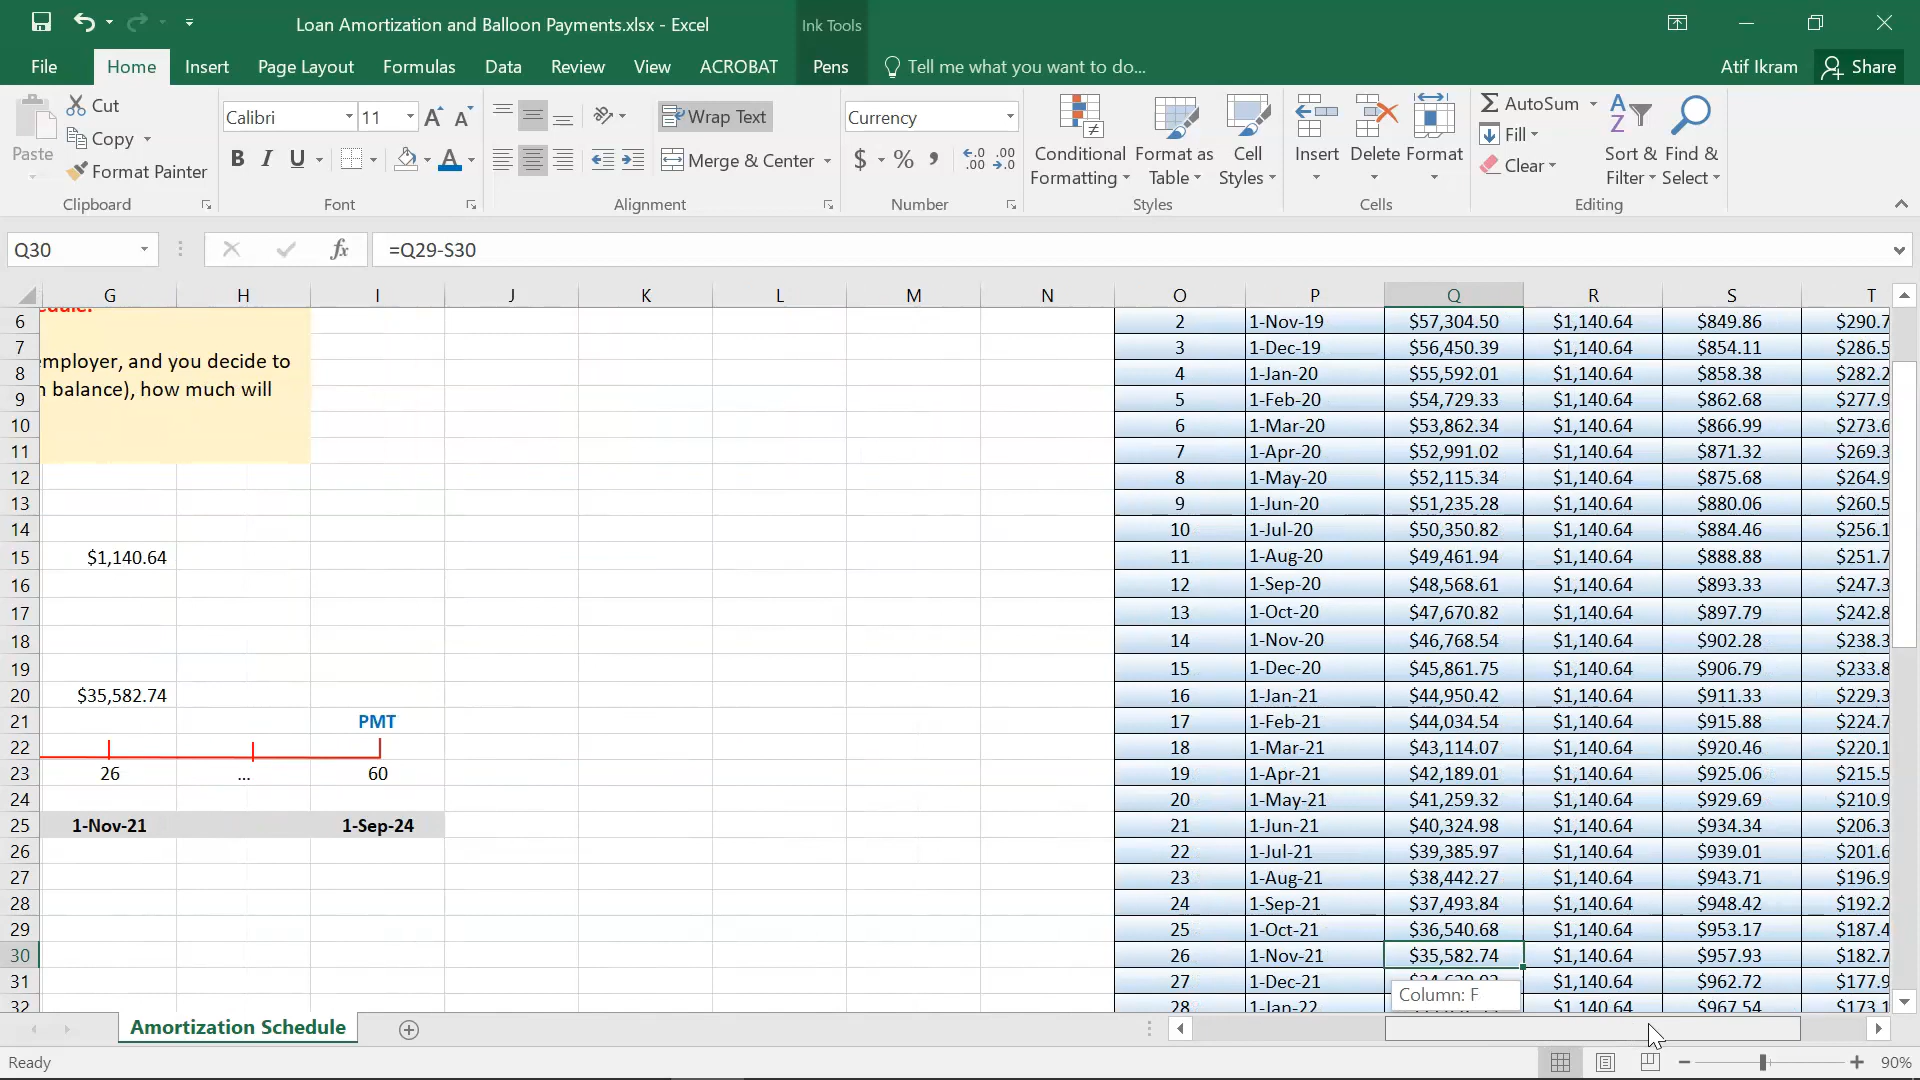 Loan Amortization and Balloon Payments.xlsx - Excel
Ink Tools
File Home Insert Page Layout Formulas Data Review View ACROBAT Pens Tell me what you want to do... Atif Ikram Share
Paste
Cut
Copy
Format Painter
Clipboard
Calibri 11
B I U
Font
Wrap Text
Merge & Center
Alignment
Currency
$ % , .0 .00 .00 .0
Number
Conditional Formatting
Format as Table
Cell Styles
Styles
Insert Delete Format
Cells
AutoSum
Fill
Clear
Sort & Filter
Find & Select
Editing
Q30 fx =Q29-S30
G H I J K L M N O P Q R S T
6 2 1-Nov-19 $57,304.50 $1,140.64 $849.86 $290.7
7 3 1-Dec-19 $56,450.39 $1,140.64 $854.11 $286.5
employer, and you decide to
8 4 1-Jan-20 $55,592.01 $1,140.64 $858.38 $282.2
balance), how much will
9 5 1-Feb-20 $54,729.33 $1,140.64 $862.68 $277.9
10 6 1-Mar-20 $53,862.34 $1,140.64 $866.99 $273.6
11 7 1-Apr-20 $52,991.02 $1,140.64 $871.32 $269.3
12 8 1-May-20 $52,115.34 $1,140.64 $875.68 $264.9
13 9 1-Jun-20 $51,235.28 $1,140.64 $880.06 $260.5
14 10 1-Jul-20 $50,350.82 $1,140.64 $884.46 $256.1
15 $1,140.64 11 1-Aug-20 $49,461.94 $1,140.64 $888.88 $251.7
16 12 1-Sep-20 $48,568.61 $1,140.64 $893.33 $247.3
17 13 1-Oct-20 $47,670.82 $1,140.64 $897.79 $242.8
18 14 1-Nov-20 $46,768.54 $1,140.64 $902.28 $238.3
19 15 1-Dec-20 $45,861.75 $1,140.64 $906.79 $233.8
20 $35,582.74 16 1-Jan-21 $44,950.42 $1,140.64 $911.33 $229.3
21 PMT 17 1-Feb-21 $44,034.54 $1,140.64 $915.88 $224.7
22 18 1-Mar-21 $43,114.07 $1,140.64 $920.46 $220.1
23 26 ... 60 19 1-Apr-21 $42,189.01 $1,140.64 $925.06 $215.5
24 20 1-May-21 $41,259.32 $1,140.64 $929.69 $210.9
25 1-Nov-21 1-Sep-24 21 1-Jun-21 $40,324.98 $1,140.64 $934.34 $206.3
26 22 1-Jul-21 $39,385.97 $1,140.64 $939.01 $201.6
27 23 1-Aug-21 $38,442.27 $1,140.64 $943.71 $196.9
28 24 1-Sep-21 $37,493.84 $1,140.64 $948.42 $192.2
29 25 1-Oct-21 $36,540.68 $1,140.64 $953.17 $187.4
30 26 1-Nov-21 $35,582.74 $1,140.64 $957.93 $182.7
31 27 1-Dec-21 $1,140.64 $962.72 $177.9
Column: F
32 28 1-Jan-22 $1,140.64 $967.54 $173.1
Amortization Schedule
Ready 90%